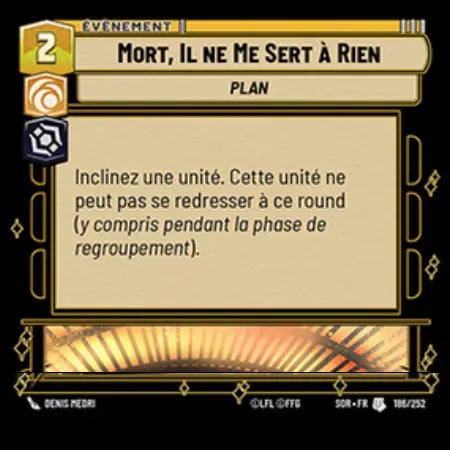 ÉVÉNEMENT
2
MORT, IL NE ME SERT À RIEN
PLAN
Inclinez une unité. Cette unité ne
peut pas se redresser à ce round
(y compris pendant la phase de
regroupement).
DENIS MEDRI
©LFL ©FFG
SOR • FR
186/252